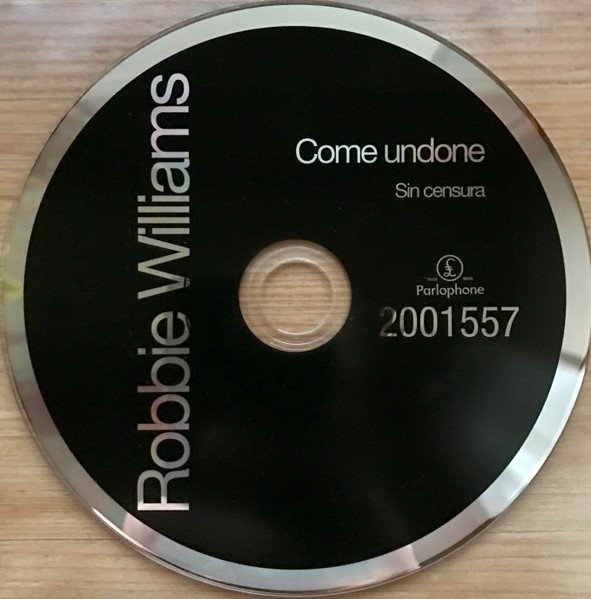 Robbie Williams
Come undone
Sin censura
Parlophone
2001557